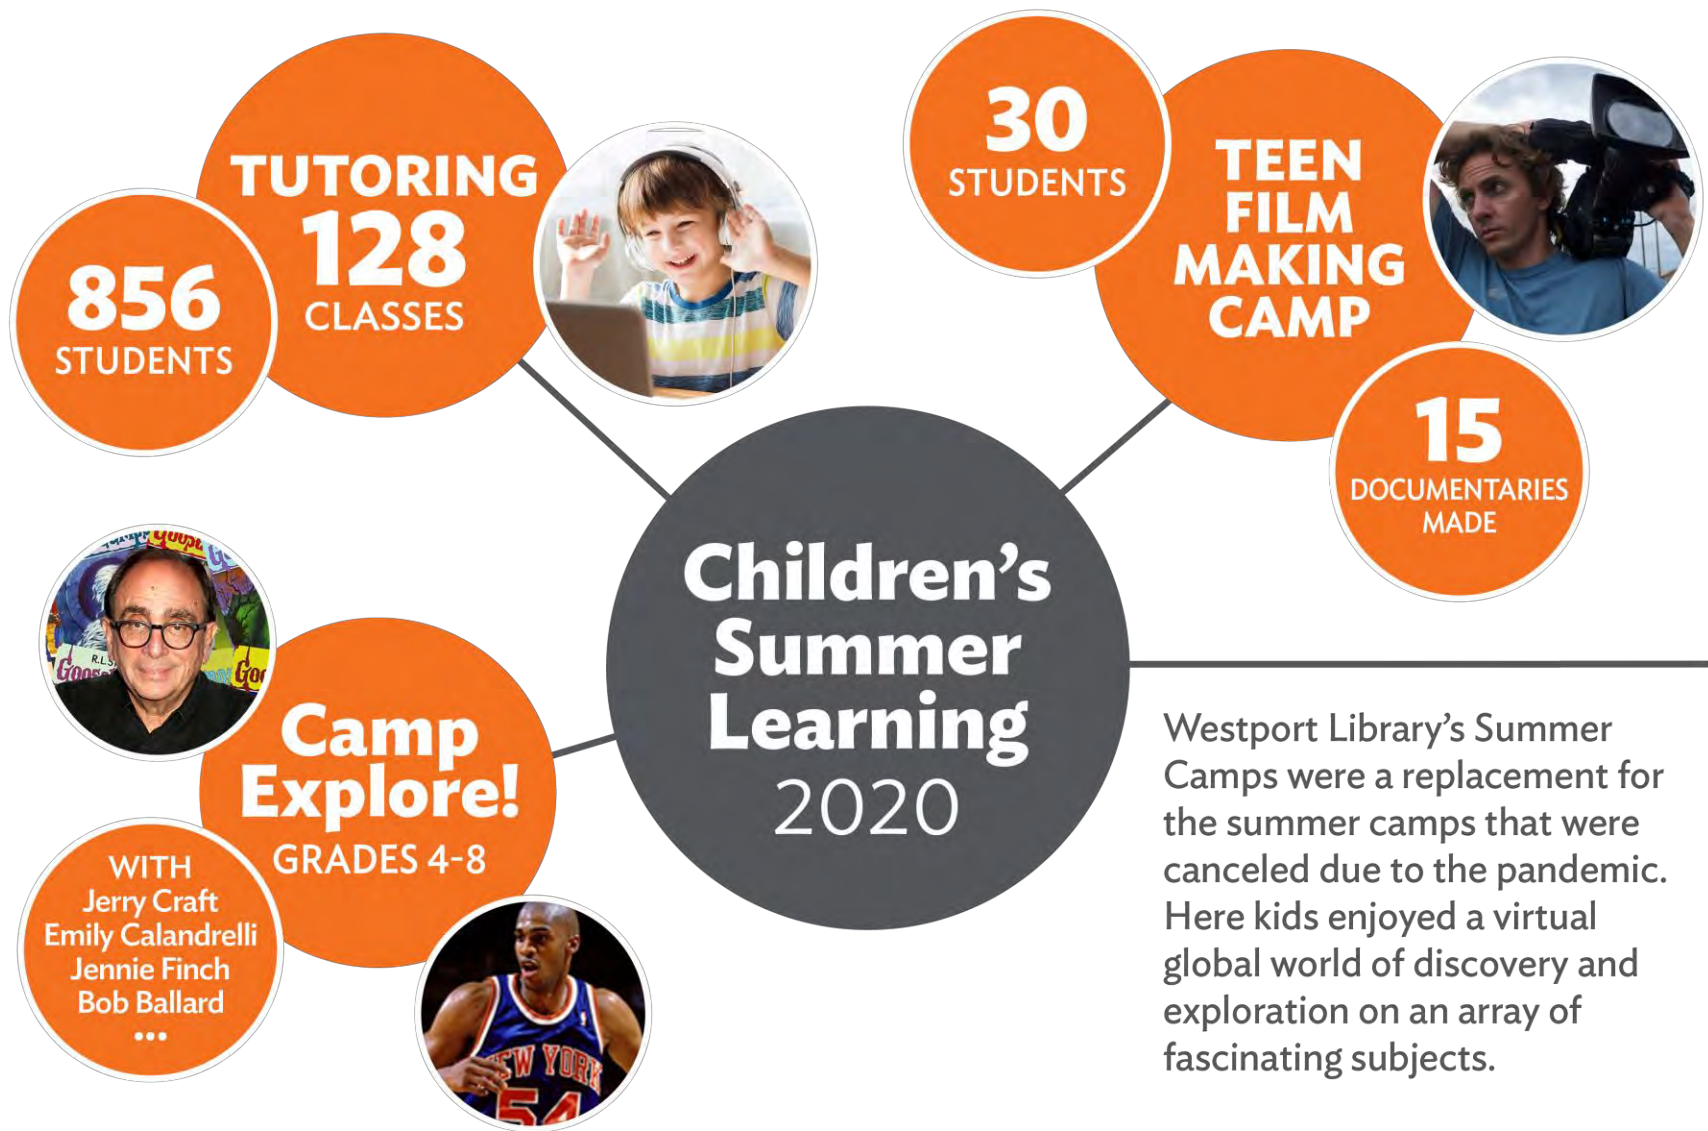 TUTORING
128
CLASSES
856
STUDENTS
30
STUDENTS
TEEN
FILM
MAKING
CAMP
15
DOCUMENTARIES
MADE
Children's
Summer
Learning
2020
Camp
Explore!
GRADES 4-8
WITH
Jerry Craft
Emily Calandrelli
Jennie Finch
Bob Ballard
...
NEW YORK
54
Westport Library's Summer
Camps were a replacement for
the summer camps that were
canceled due to the pandemic.
Here kids enjoyed a virtual
global world of discovery and
exploration on an array of
fascinating subjects.